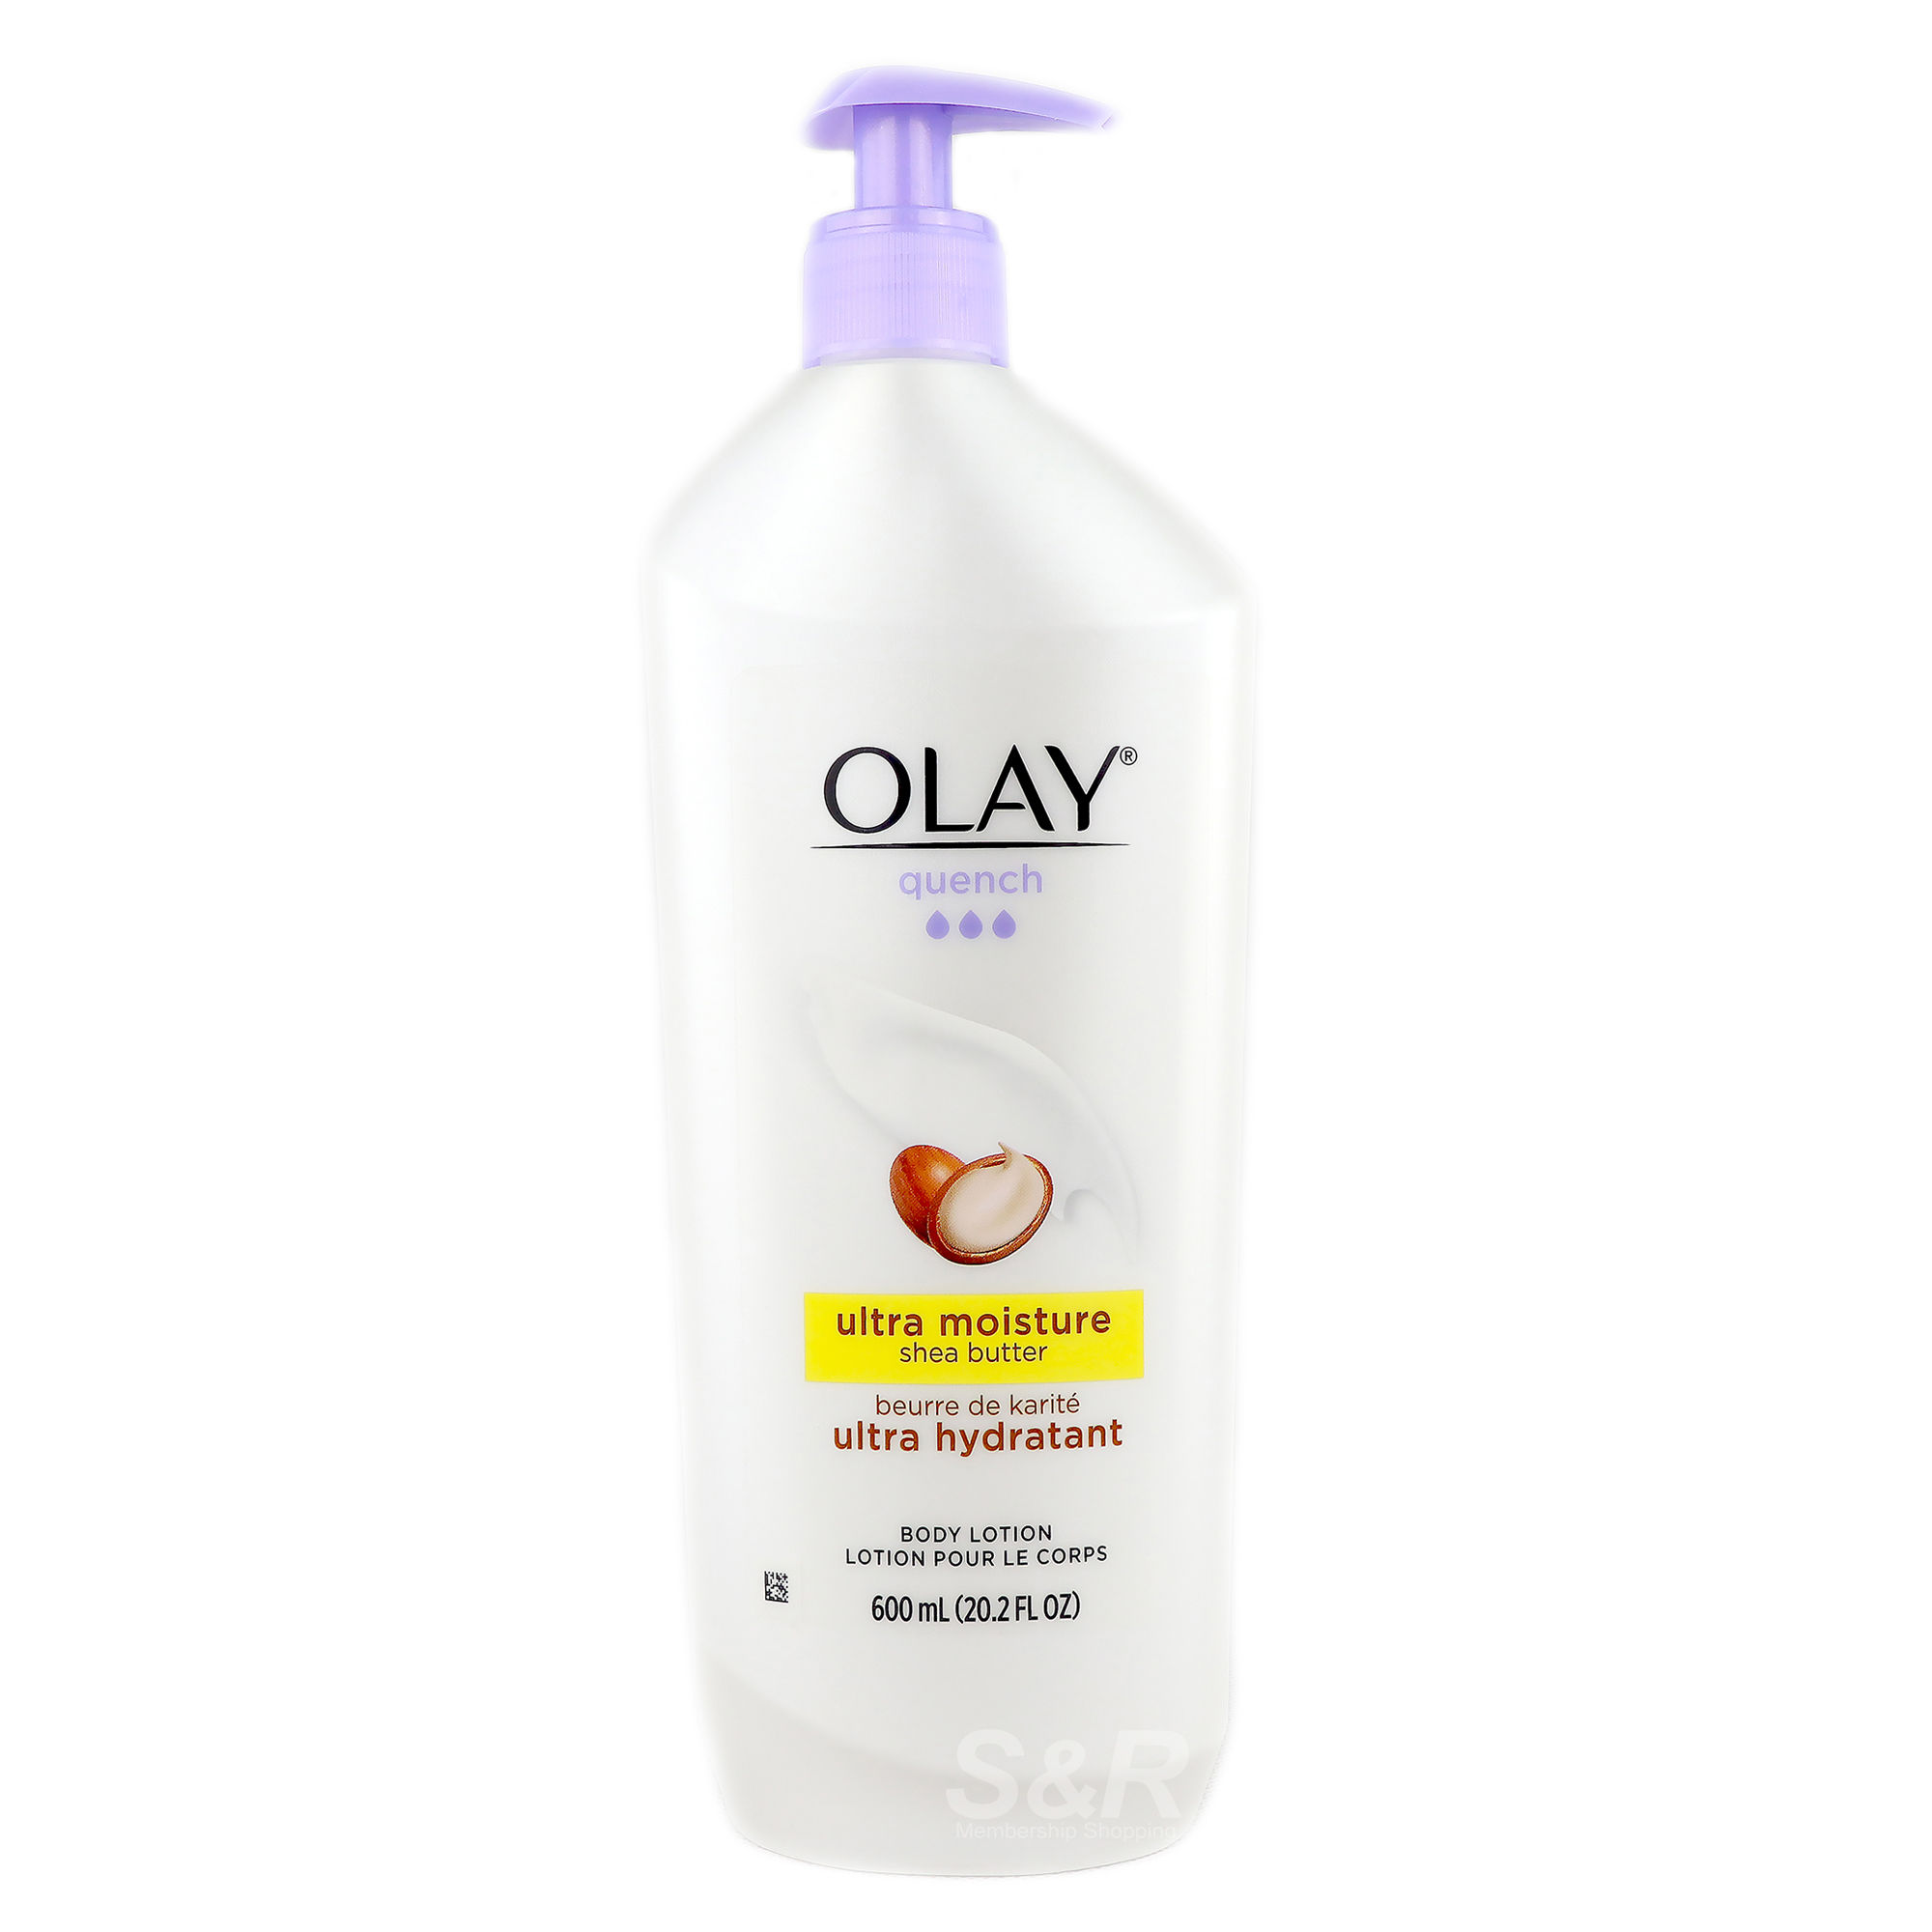 OLAY®
quench
ultra moisture
shea butter
beurre de karité
ultra hydratant
BODY LOTION
LOTION POUR LE CORPS
600 mL (20.2 FL OZ)
S&R
Membership Shopping